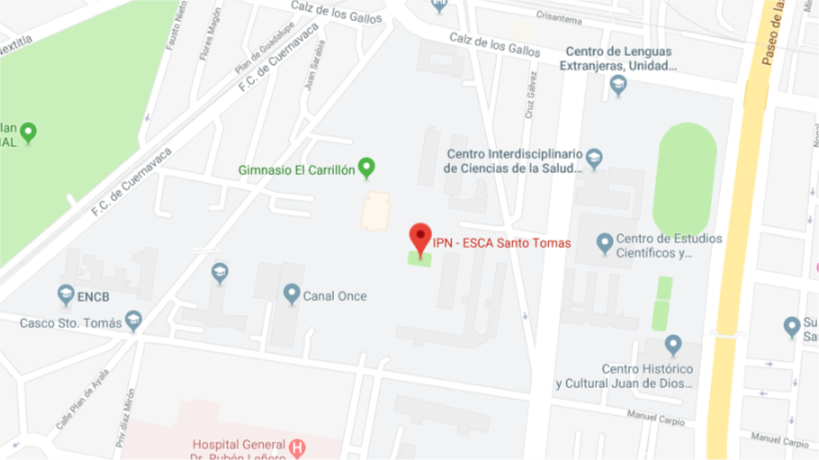 Calz de los Gallos
Crisantema
Paseo de las
Nextitla
Fausto Nieto
Flores Magón
Plan de Guadalupe
F.C. de Cuernavaca
Juan Sarabia
Calz de los Gallos
Centro de Lenguas
Extranjeras, Unidad...
Cruz Gálvez
lan
IAL
Gimnasio El Carrillón
Centro Interdisciplinario
de Ciencias de la Salud...
F.C. de Cuernavaca
IPN - ESCA Santo Tomas
Centro de Estudios
Científicos y...
ENCB
Canal Once
Casco Sto. Tomás
Su
Sa
Centro Histórico
y Cultural Juan de Dios...
Calle Plan de Ayala
Priv. díaz Mirón
Manuel Carpio
Manuel Carpio
Hospital General
Dr. Rubén Leñero